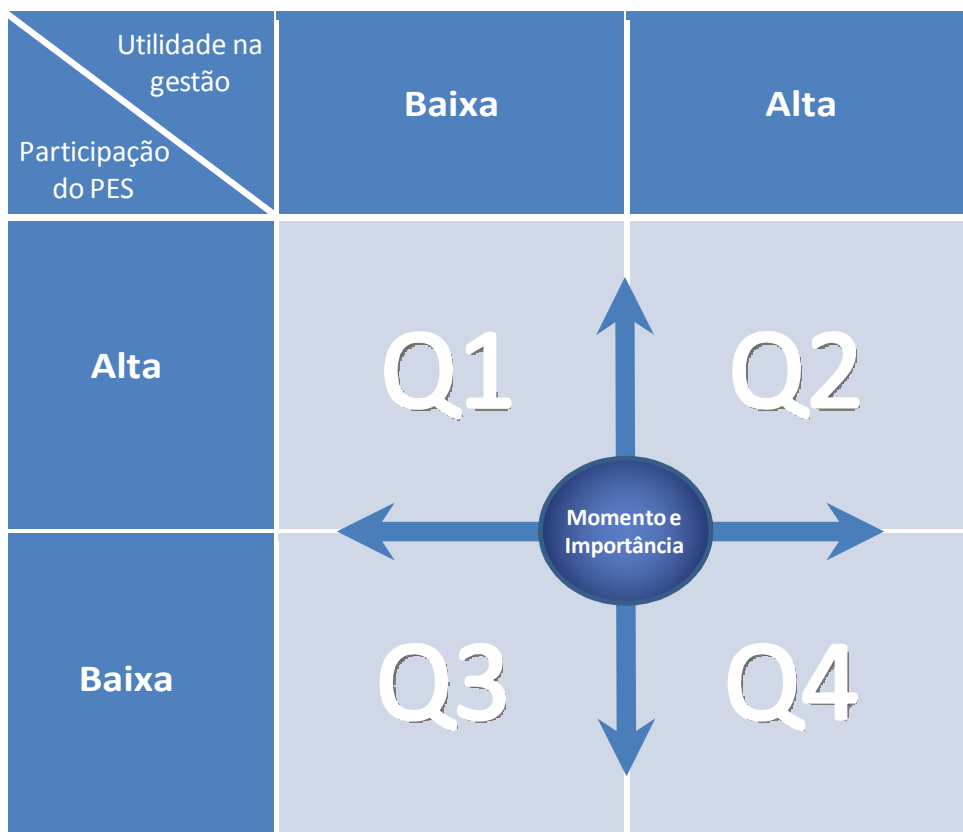 Utilidade na
gestão
Participação
do PES
Baixa
Alta
Alta
Q1
Q2
Momento e
Importância
Baixa
Q3
Q4